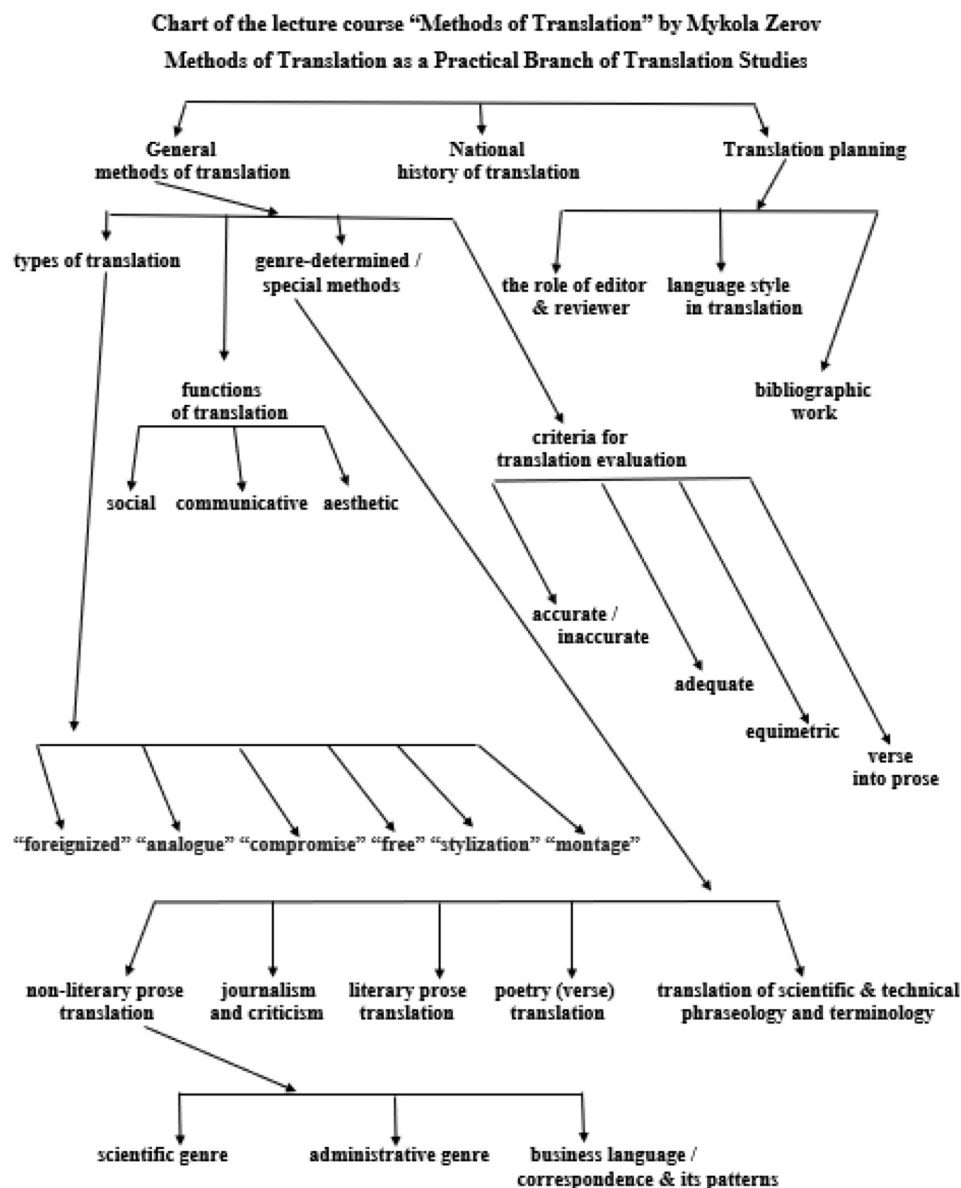 Chart of the lecture course “Methods of Translation” by Mykola Zerov
Methods of Translation as a Practical Branch of Translation Studies
General
methods of translation
National
history of translation
Translation planning
types of translation
genre-determined /
special methods
the role of editor
& reviewer
language style
in translation
functions
of translation
bibliographic
work
criteria for
translation evaluation
social
communicative
aesthetic
accurate /
inaccurate
adequate
equimetric
verse
into prose
“foreignized” “analogue” “compromise” “free” “stylization” “montage”
non-literary prose
translation
journalism
and criticism
literary prose
translation
poetry (verse)
translation
translation of scientific & technical
phraseology and terminology
scientific genre
administrative genre
business language /
correspondence & its patterns